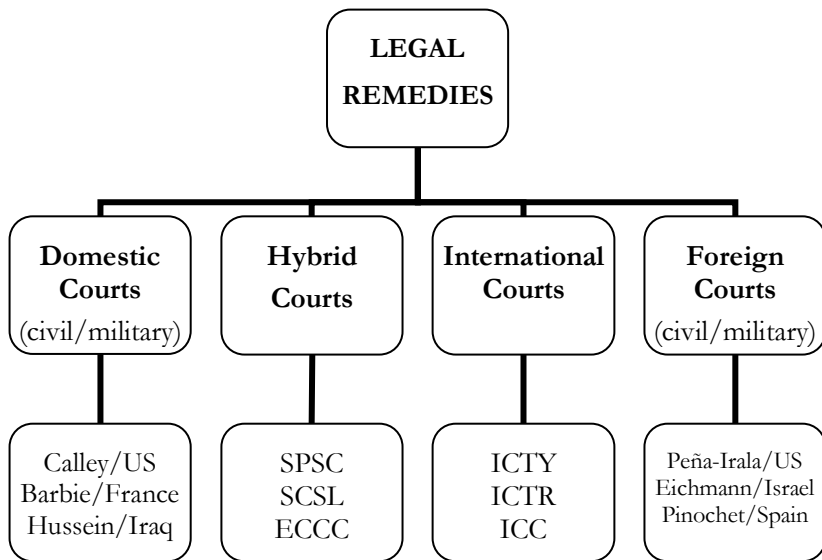 LEGAL
REMEDIES
Domestic
Courts
(civil/military)
Hybrid
Courts
International
Courts
Foreign
Courts
(civil/military)
Calley/US
Barbie/France
Hussein/Iraq
SPSC
SCSL
ECCC
ICTY
ICTR
ICC
Peña-Irala/US
Eichmann/Israel
Pinochet/Spain